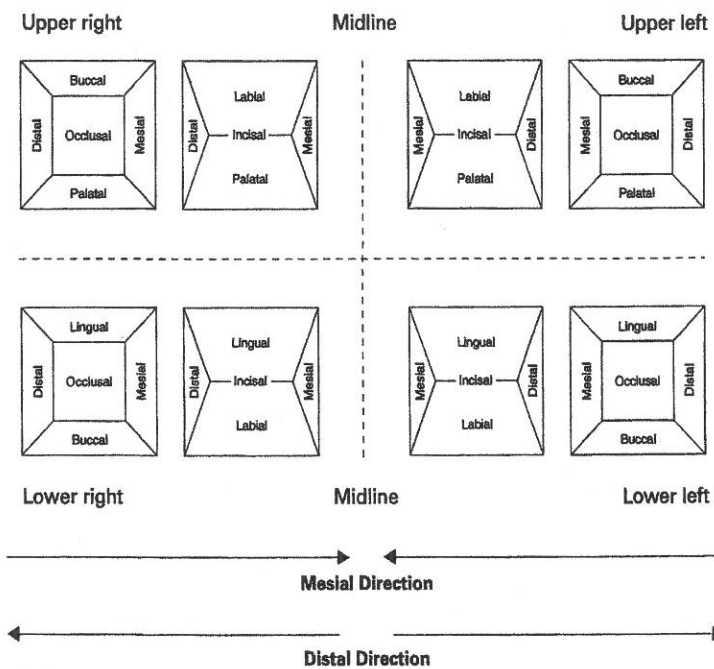 Upper right Midline Upper left
Buccal Labial Labial Buccal
Distal Occlusal Mesial Distal Incisal Mesial Mesial Incisal Distal Mesial Occlusal Distal
Palatal Palatal Palatal Palatal
Lingual Lingual Lingual Lingual
Distal Occlusal Mesial Distal Incisal Mesial Mesial Incisal Distal Mesial Occlusal Distal
Buccal Labial Labial Buccal
Lower right Midline Lower left
Mesial Direction
Distal Direction